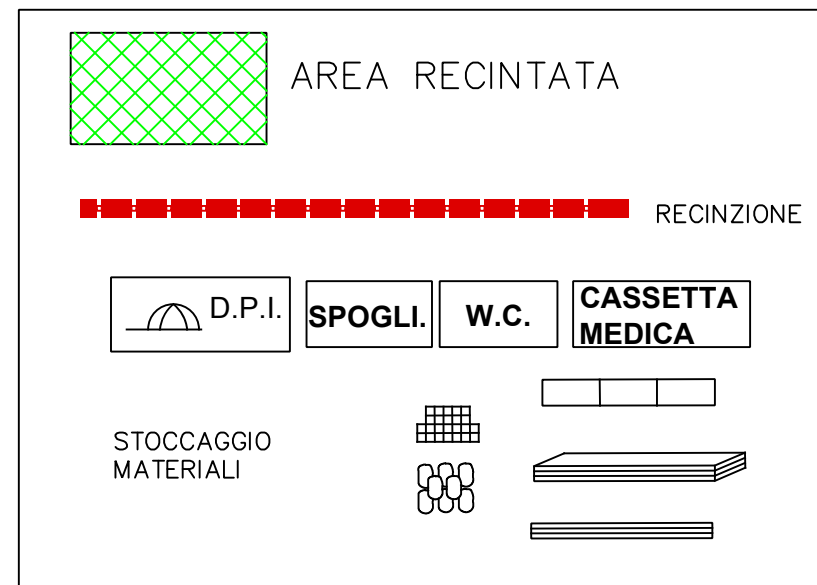 AREA RECINTATA
RECINZIONE
D.P.I.
SPOGLI.
W.C.
CASSETTA
MEDICA
STOCCAGGIO
MATERIALI